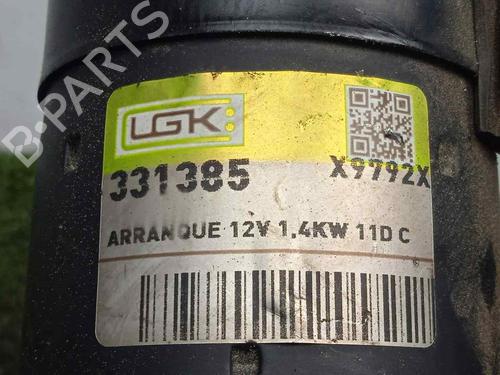 B-PARTS
LGK
331385 X9792X
ARRANQUE 12V 1.4KW 11D C